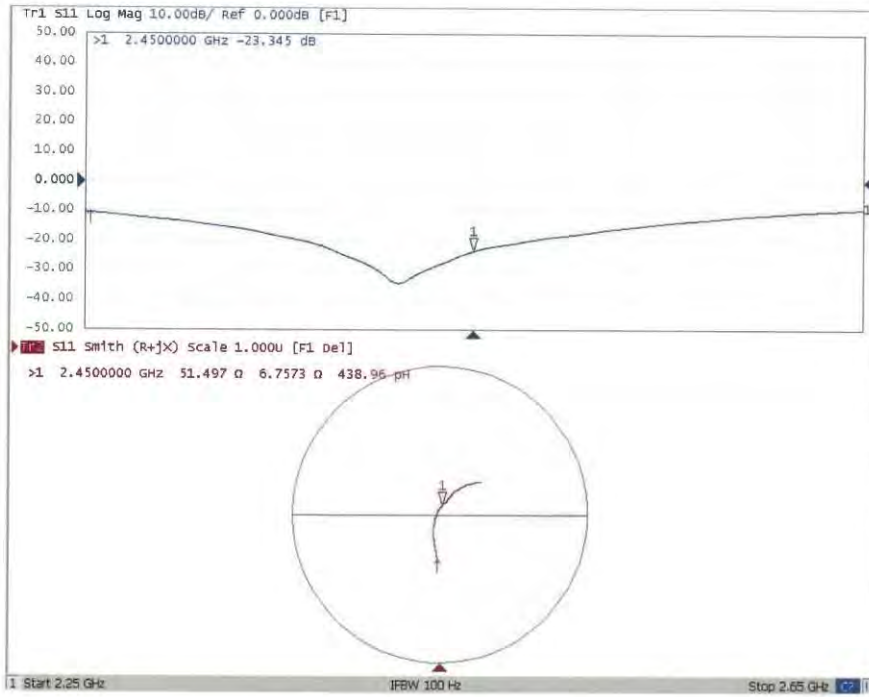 Tr1 S11 Log Mag 10.00dB/ Ref 0.000dB [F1]
50.00
>1 2.4500000 GHz -23.345 dB
40.00
30.00
20.00
10.00
0.000
-10.00
-20.00
-30.00
-40.00
-50.00
1
1
S11 Smith (R+jX) Scale 1.000U [F1 Del]
>1 2.4500000 GHz 51.497 Ω 6.7573 Ω 438.96 pH
1
1 Start 2.25 GHz IFBW 100 Hz Stop 2.65 GHz